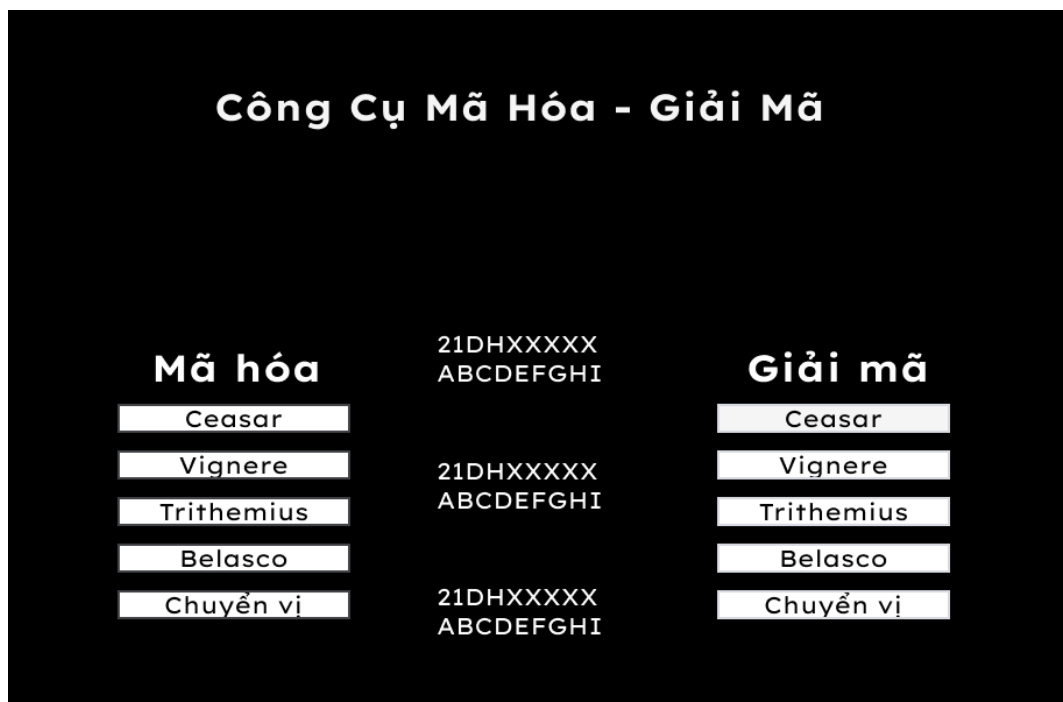 Công Cụ Mã Hóa - Giải Mã
Mã hóa
Ceasar
Vignere
Trithemius
Belasco
Chuyển vị
21DHXXXXX
ABCDEFGHI
21DHXXXXX
ABCDEFGHI
21DHXXXXX
ABCDEFGHI
Giải mã
Ceasar
Vignere
Trithemius
Belasco
Chuyển vị